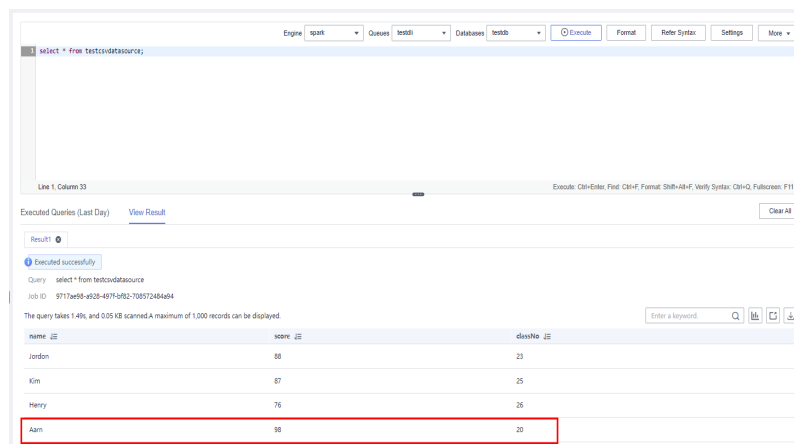 Engine spark Queues testdli Databases testdb Execute Format Refer Syntax Settings More
1 select * from testcsvdatasource;
Line 1, Column 33 Execute: Ctrl+Enter, Find: Ctrl+F, Format: Shift+Alt+F, Verify Syntax: Ctrl+Q, Fullscreen: F11
Executed Queries (Last Day) View Result Clear All
Result1
Executed successfully
Query select * from testcsvdatasource
Job ID 9717ae98-a928-497f-bf82-708572484a94
The query takes 1.49s, and 0.05 KB scanned.A maximum of 1,000 records can be displayed. Enter a keyword.
name score classNo
Jordon 88 23
Kim 87 25
Henry 76 26
Aarn 98 20